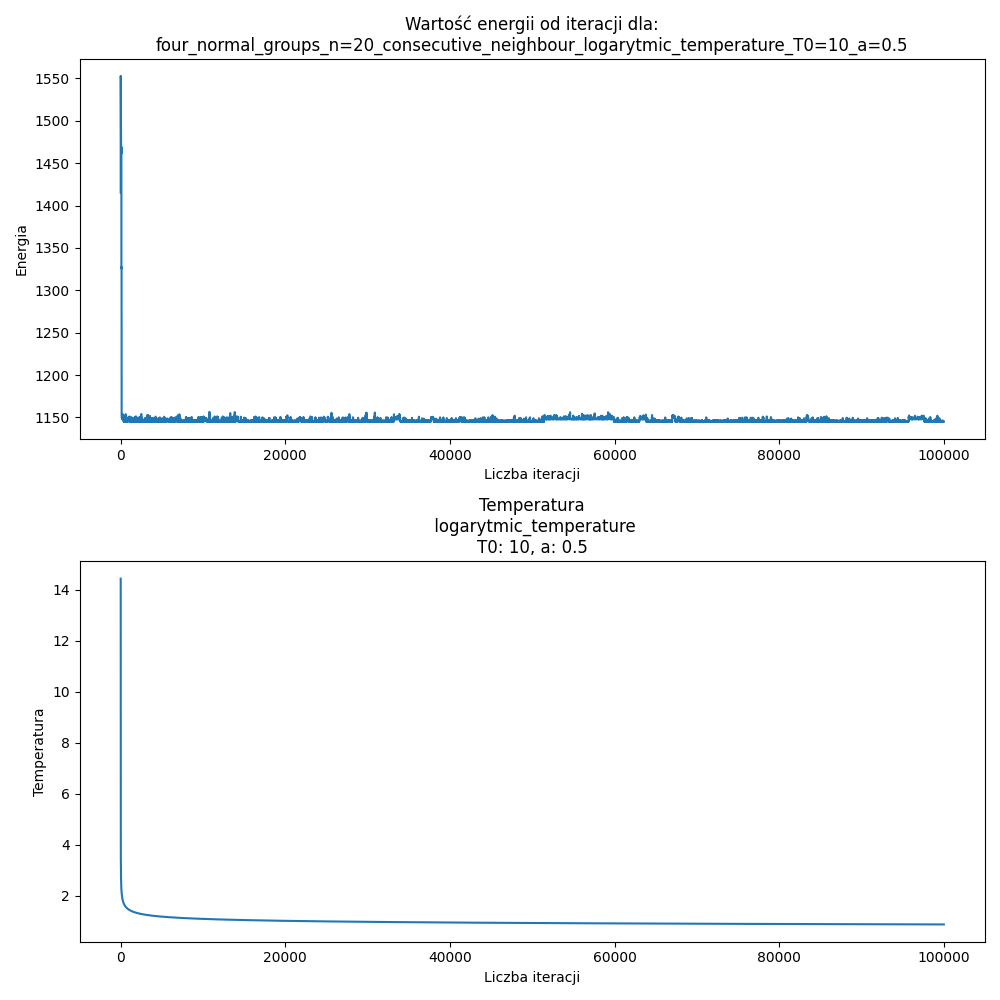 Wartość energii od iteracji dla:
four_normal_groups_n=20_consecutive_neighbour_logarytmic_temperature_T0=10_a=0.5
1550
1500
1450
1400
1350
1300
1250
1200
1150
Energia
0 20000 40000 60000 80000 100000
Liczba iteracji
Temperatura
logarytmic_temperature
T0: 10, a: 0.5
14
12
10
8
6
4
2
Temperatura
0 20000 40000 60000 80000 100000
Liczba iteracji